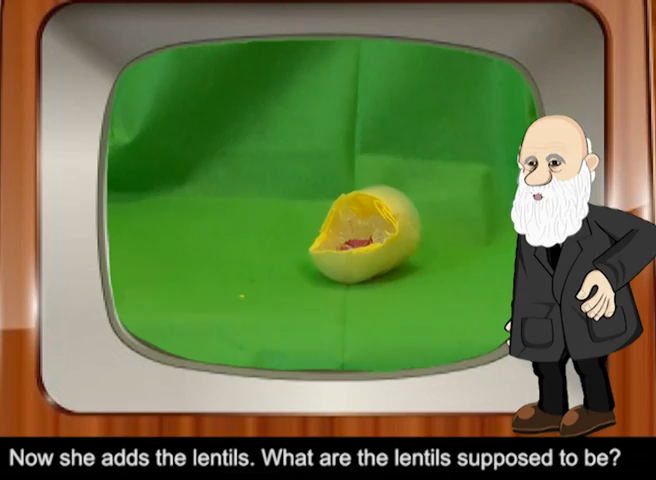 Now she adds the lentils. What are the lentils supposed to be?